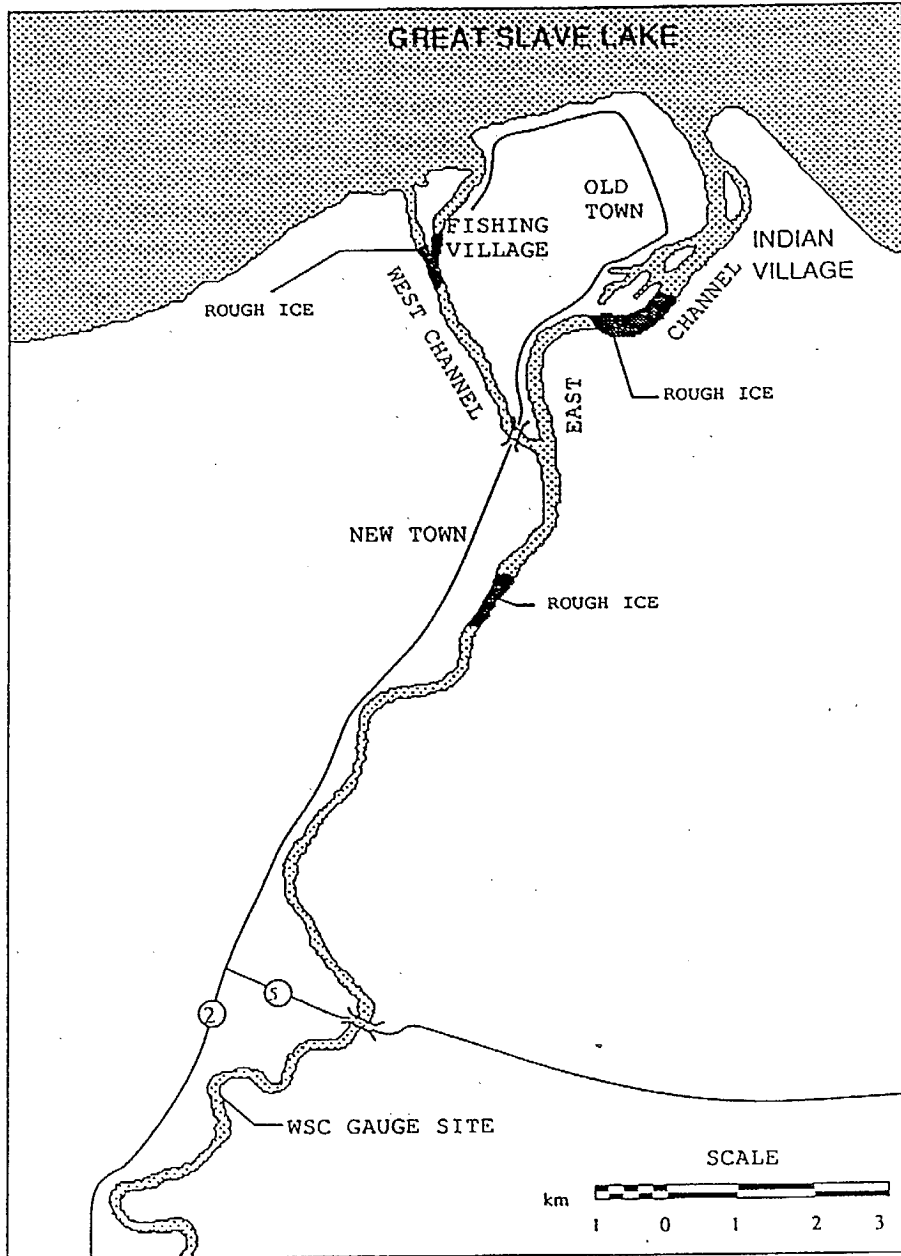 GREAT SLAVE LAKE
OLD
TOWN
FISHING
VILLAGE
INDIAN
VILLAGE
ROUGH ICE
WEST CHANNEL
CHANNEL
ROUGH ICE
EAST
NEW TOWN
ROUGH ICE
2
5
WSC GAUGE SITE
SCALE
km
1 0 1 2 3